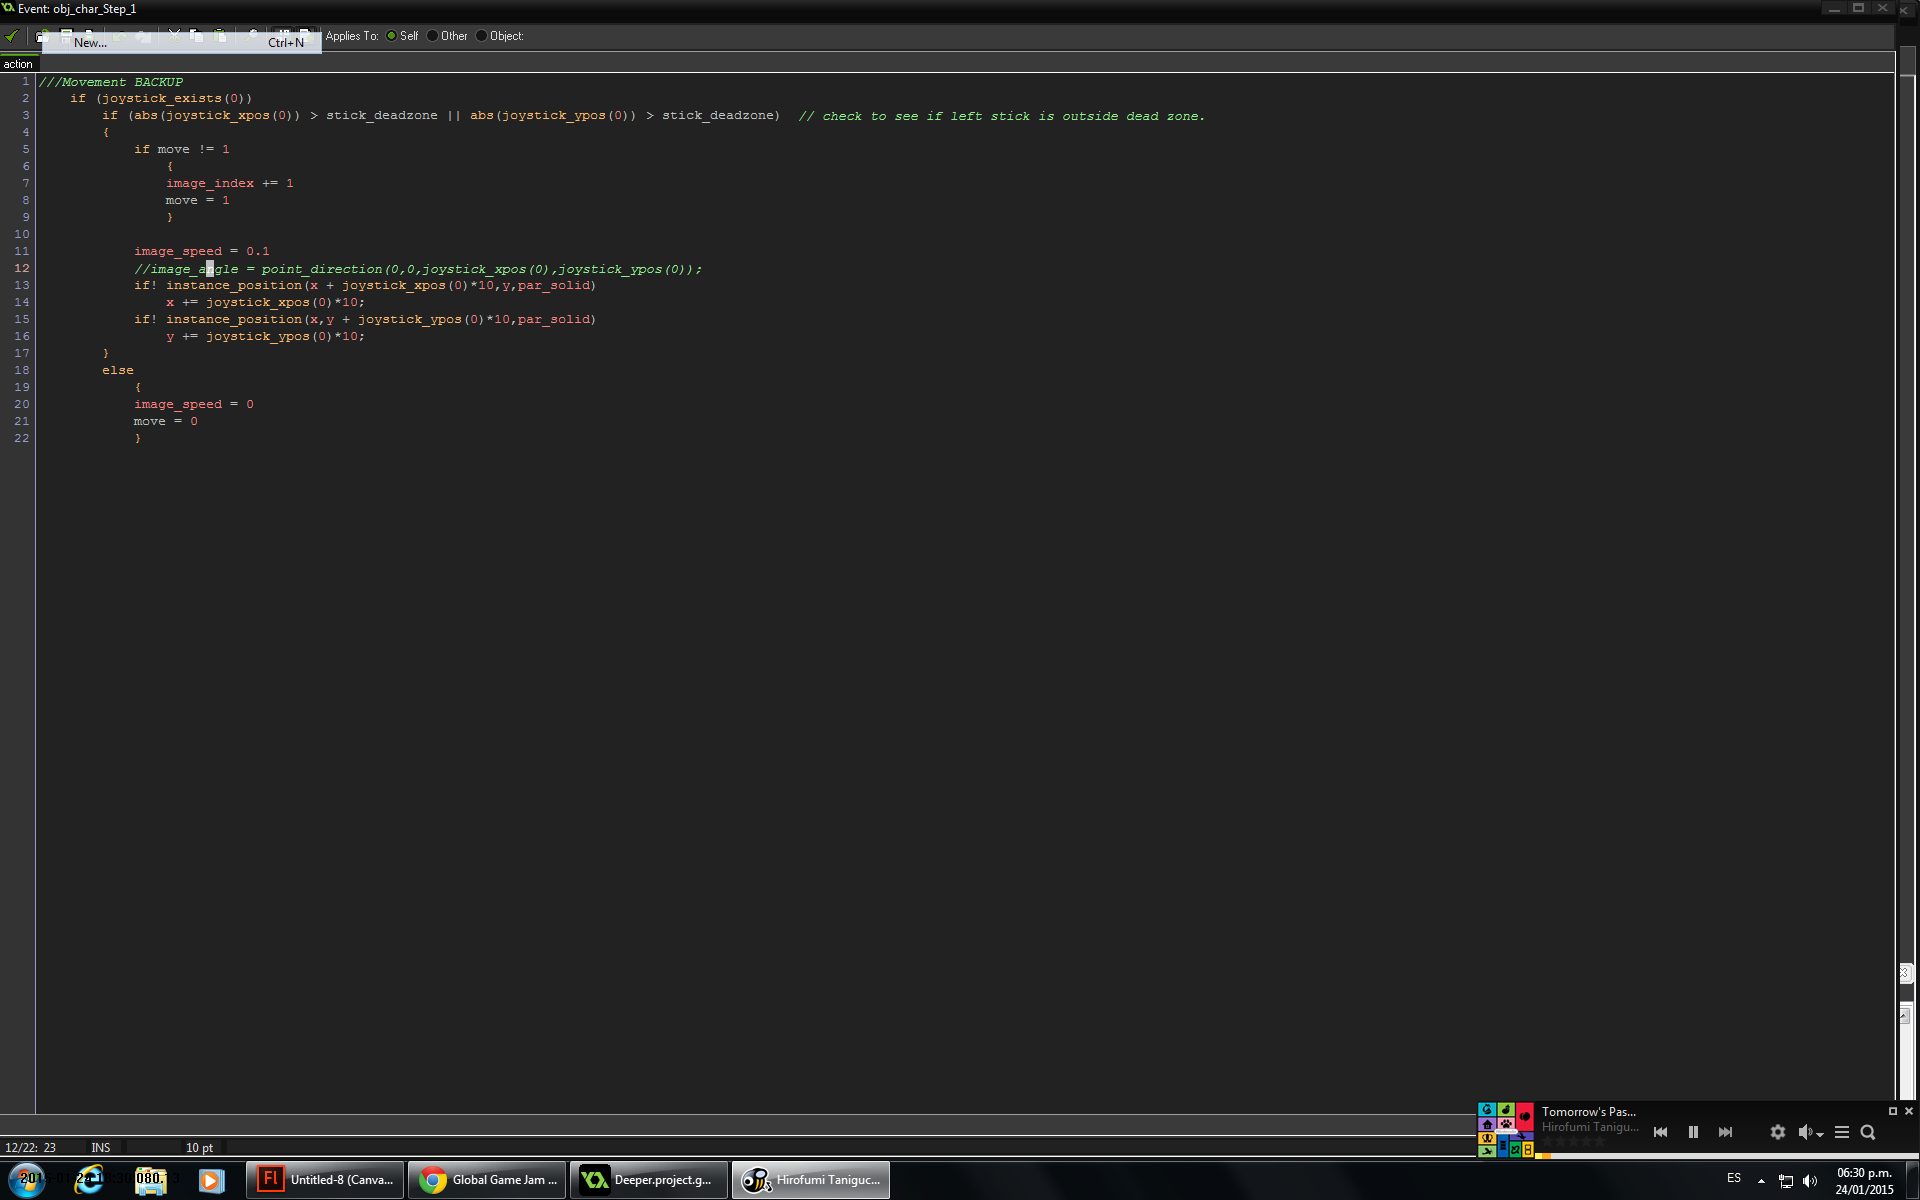 Event: obj_char_Step_1
New... Ctrl+N Applies To: Self Other Object:
action
1 ///Movement BACKUP
2 if (joystick_exists(0))
3 if (abs(joystick_xpos(0)) > stick_deadzone || abs(joystick_ypos(0)) > stick_deadzone) // check to see if left stick is outside dead zone.
4 {
5 if move != 1
6 {
7 image_index += 1
8 move = 1
9 }
10
11 image_speed = 0.1
12 //image_angle = point_direction(0,0,joystick_xpos(0),joystick_ypos(0));
13 if! instance_position(x + joystick_xpos(0)*10,y,par_solid)
14 x += joystick_xpos(0)*10;
15 if! instance_position(x,y + joystick_ypos(0)*10,par_solid)
16 y += joystick_ypos(0)*10;
17 }
18 else
19 {
20 image_speed = 0
21 move = 0
22 }
Tomorrow's Pas...
Hirofumi Tanigu...
12/22: 23 INS 10 pt
Untitled-8 (Canva... Global Game Jam ... Deeper.project.g... Hirofumi Taniguc... ES
06:30 p.m.
24/01/2015